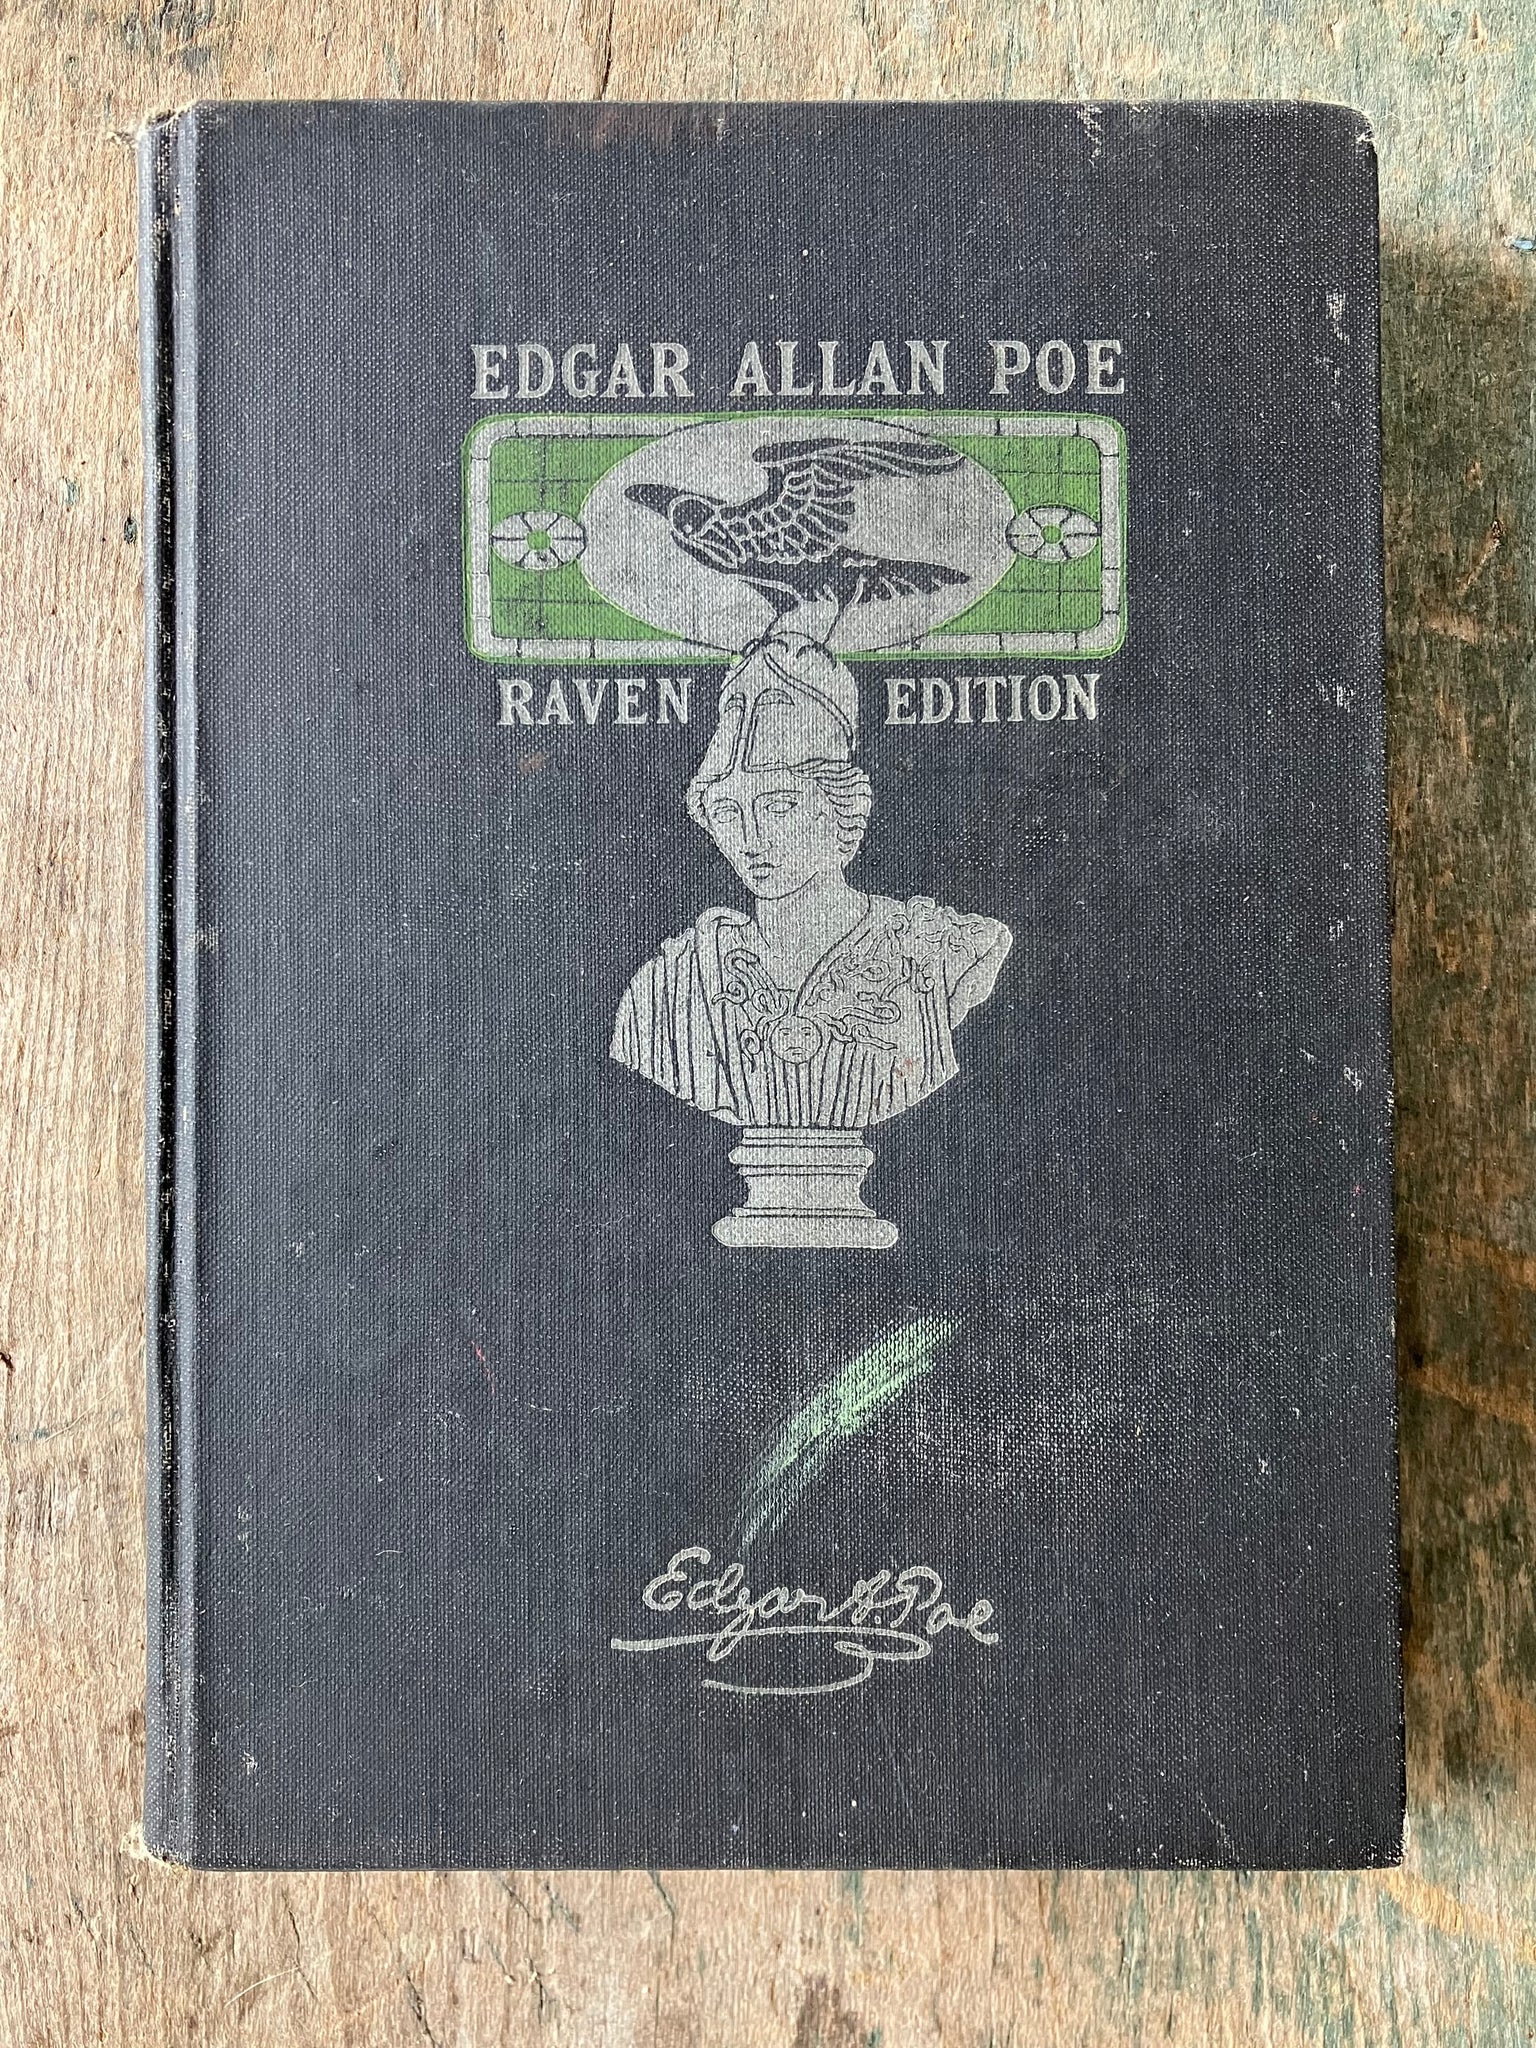 EDGAR ALLAN POE
RAVEN EDITION
Edgar A. Poe